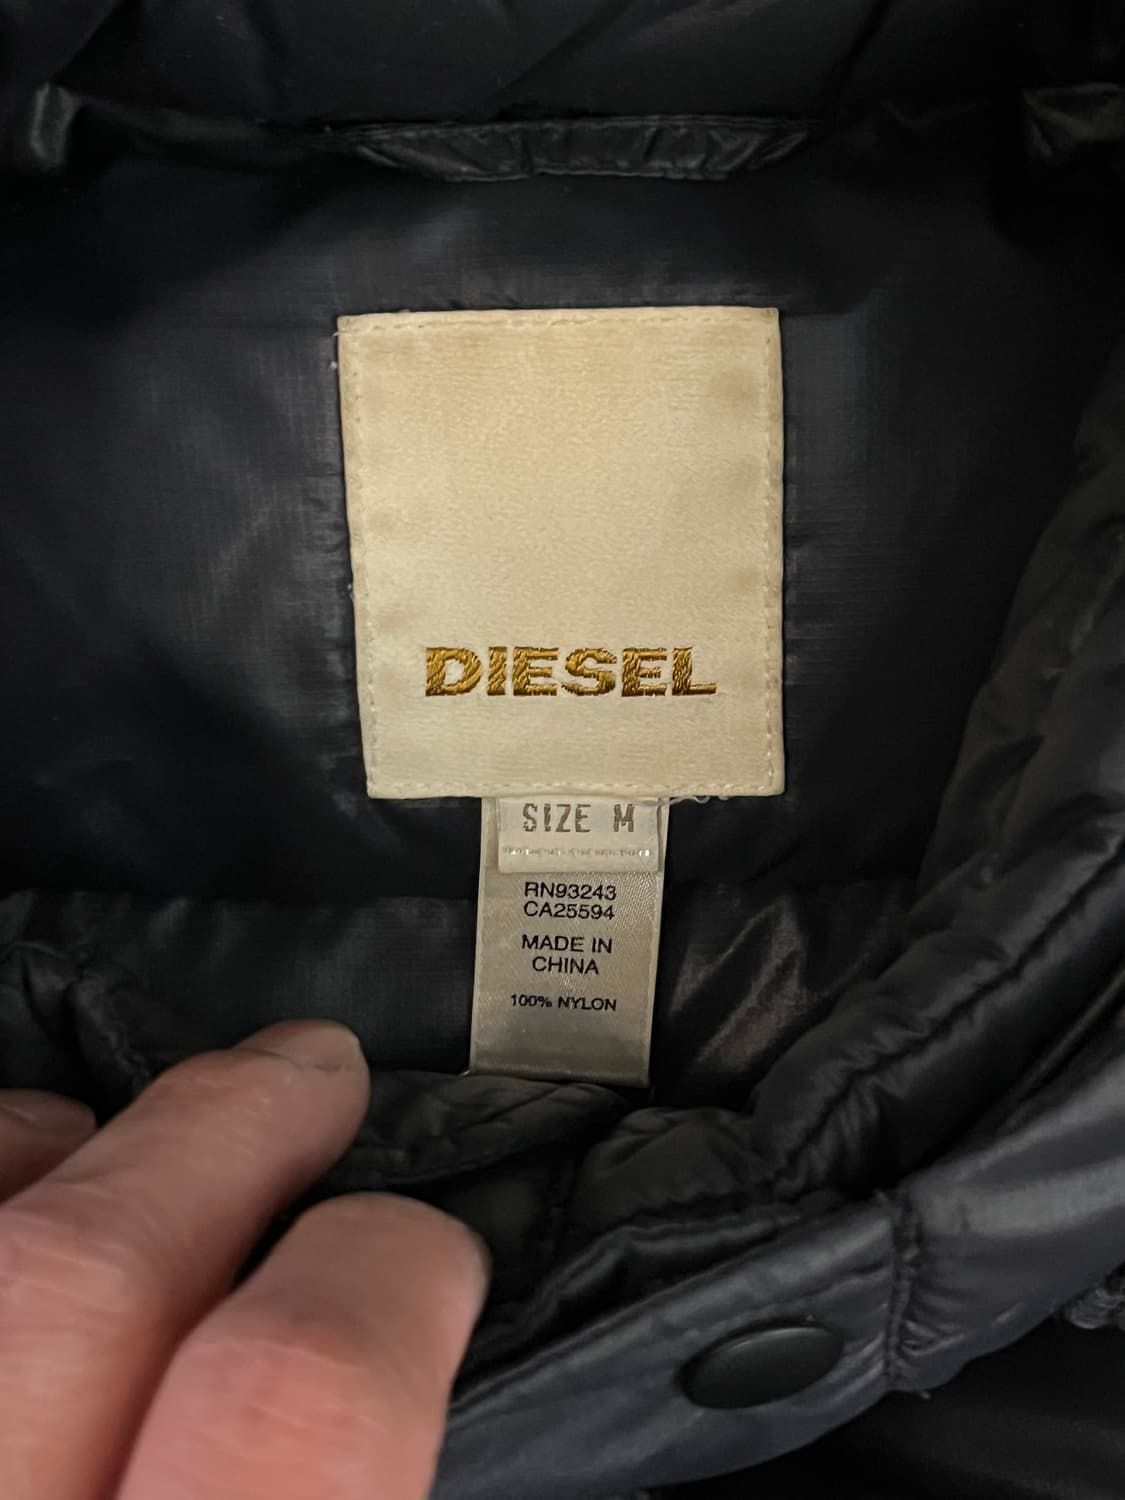 DIESEL
SIZE M
RN93243
CA25594
MADE IN
CHINA
100% NYLON